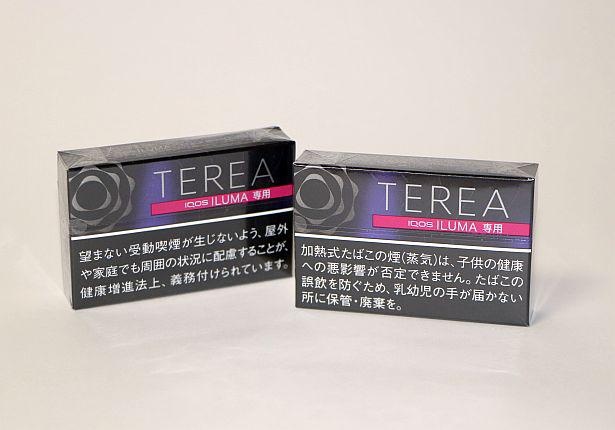 TEREA
IQOS ILUMA 専用
望まない受動喫煙が生じないよう、屋外
や家庭でも周囲の状況に配慮することが、
健康増進法上、義務付けられています。
TEREA
IQOS ILUMA 専用
加熱式たばこの煙(蒸気)は、子供の健康
への悪影響が否定できません。たばこの
誤飲を防ぐため、乳幼児の手が届かない
所に保管・廃棄を。